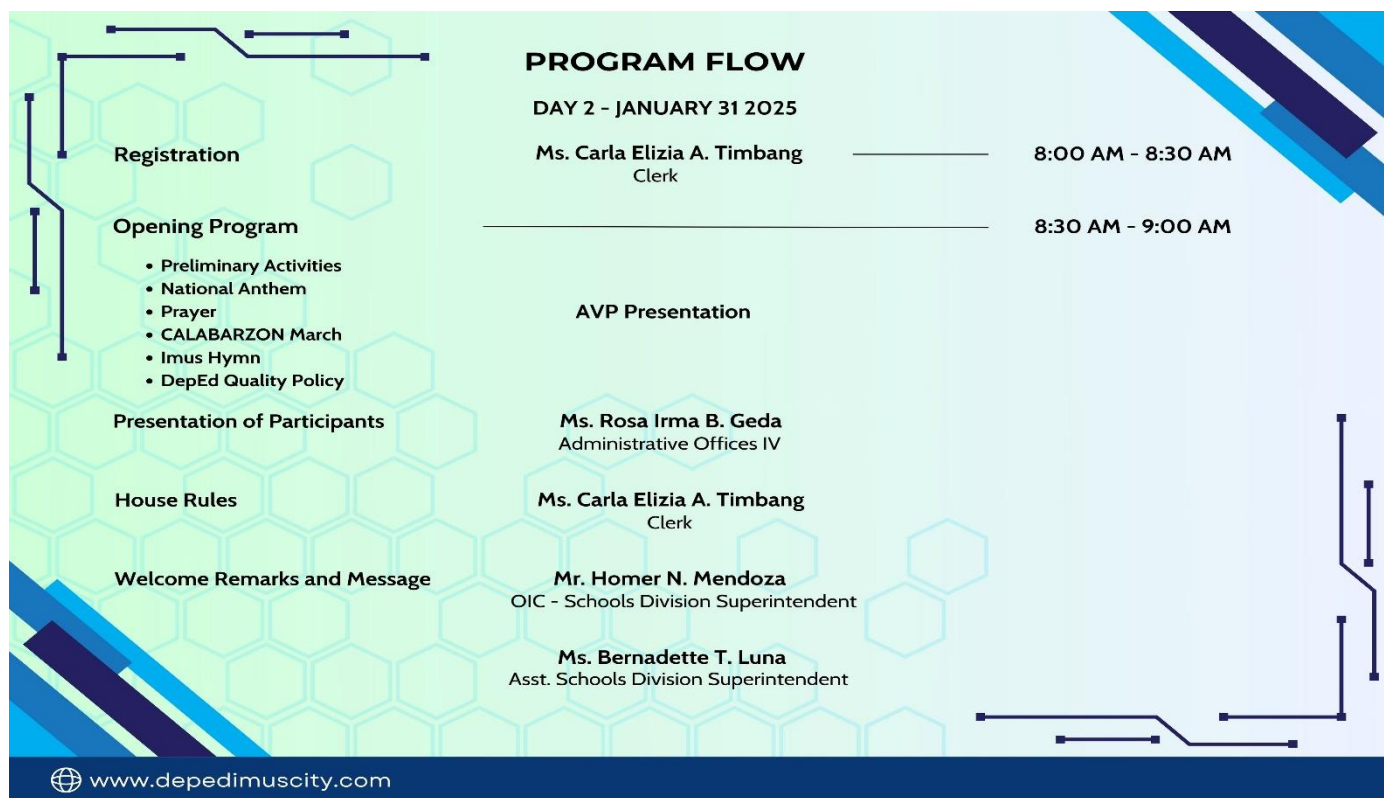 PROGRAM FLOW
DAY 2 - JANUARY 31 2025
Registration
Ms. Carla Elizia A. Timbang
Clerk
8:00 AM - 8:30 AM
Opening Program
8:30 AM - 9:00 AM
• Preliminary Activities
• National Anthem
• Prayer
• CALABARZON March
• Imus Hymn
• DepEd Quality Policy
AVP Presentation
Presentation of Participants
Ms. Rosa Irma B. Geda
Administrative Offices IV
House Rules
Ms. Carla Elizia A. Timbang
Clerk
Welcome Remarks and Message
Mr. Homer N. Mendoza
OIC - Schools Division Superintendent
Ms. Bernadette T. Luna
Asst. Schools Division Superintendent
www.depedimuscity.com